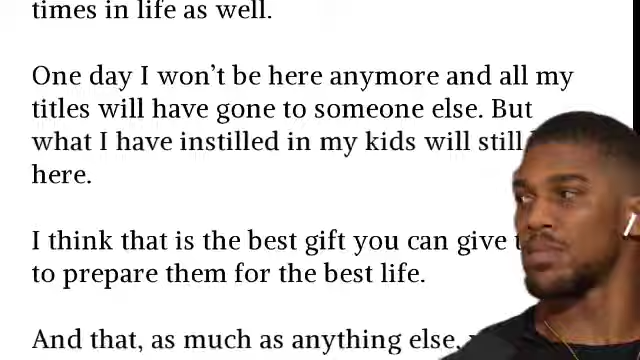 times in life as well.
One day I won't be here anymore and all my
titles will have gone to someone else. But
what I have instilled in my kids will still
here.
I think that is the best gift you can give
to prepare them for the best life.
And that, as much as anything else,